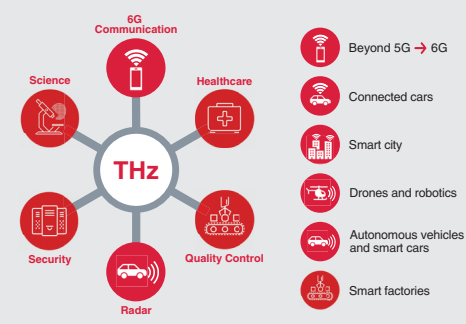 6G
Communication
Science
Healthcare
THz
Security
Quality Control
Radar
Beyond 5G → 6G
Connected cars
Smart city
Drones and robotics
Autonomous vehicles
and smart cars
Smart factories